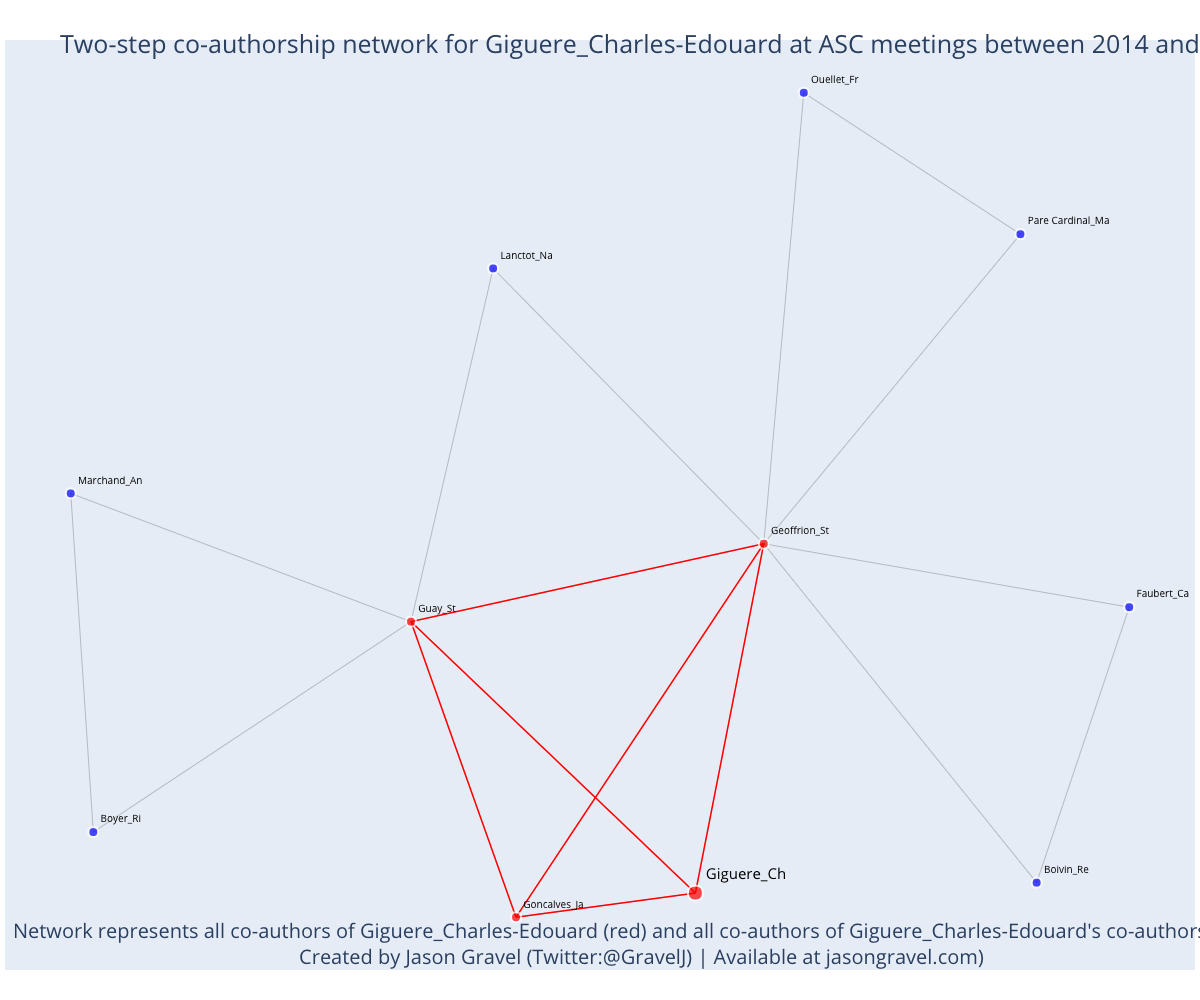 Two-step co-authorship network for Giguere_Charles-Edouard at ASC meetings between 2014 and
Ouellet_Fr
Pare Cardinal_Ma
Lanctot_Na
Marchand_An
Geoffrion_St
Faubert_Ca
Guay_St
Boyer_Ri
Boivin_Re
Giguere_Ch
Goncalves_Ja
Network represents all co-authors of Giguere_Charles-Edouard (red) and all co-authors of Giguere_Charles-Edouard's co-authors
Created by Jason Gravel (Twitter:@GravelJ) | Available at jasongravel.com)